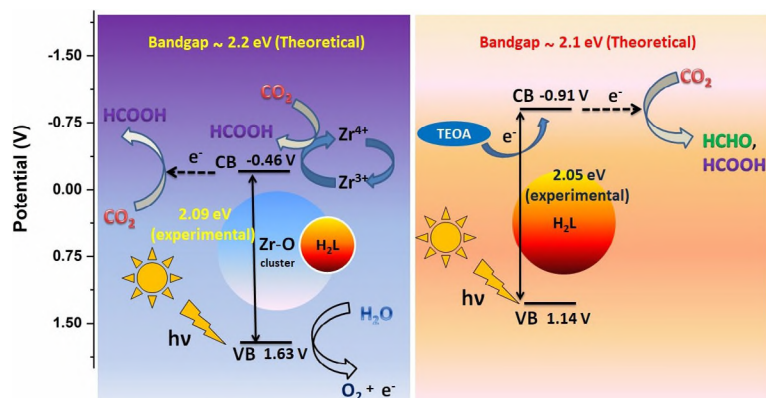 Potential (V)
-1.50
-0.75
0.00
0.75
1.50
Bandgap ~ 2.2 eV (Theoretical)
HCOOH
CO₂
e⁻
CO₂
HCOOH
Zr⁴⁺
Zr³⁺
CB -0.46 V
2.09 eV
(experimental)
Zr-O
cluster
H₂L
hν
VB 1.63 V
H₂O
O₂ + e⁻
Bandgap ~ 2.1 eV (Theoretical)
CB -0.91 V
e⁻
CO₂
HCHO,
HCOOH
TEOA
e⁻
2.05 eV
(experimental)
H₂L
hν
VB 1.14 V